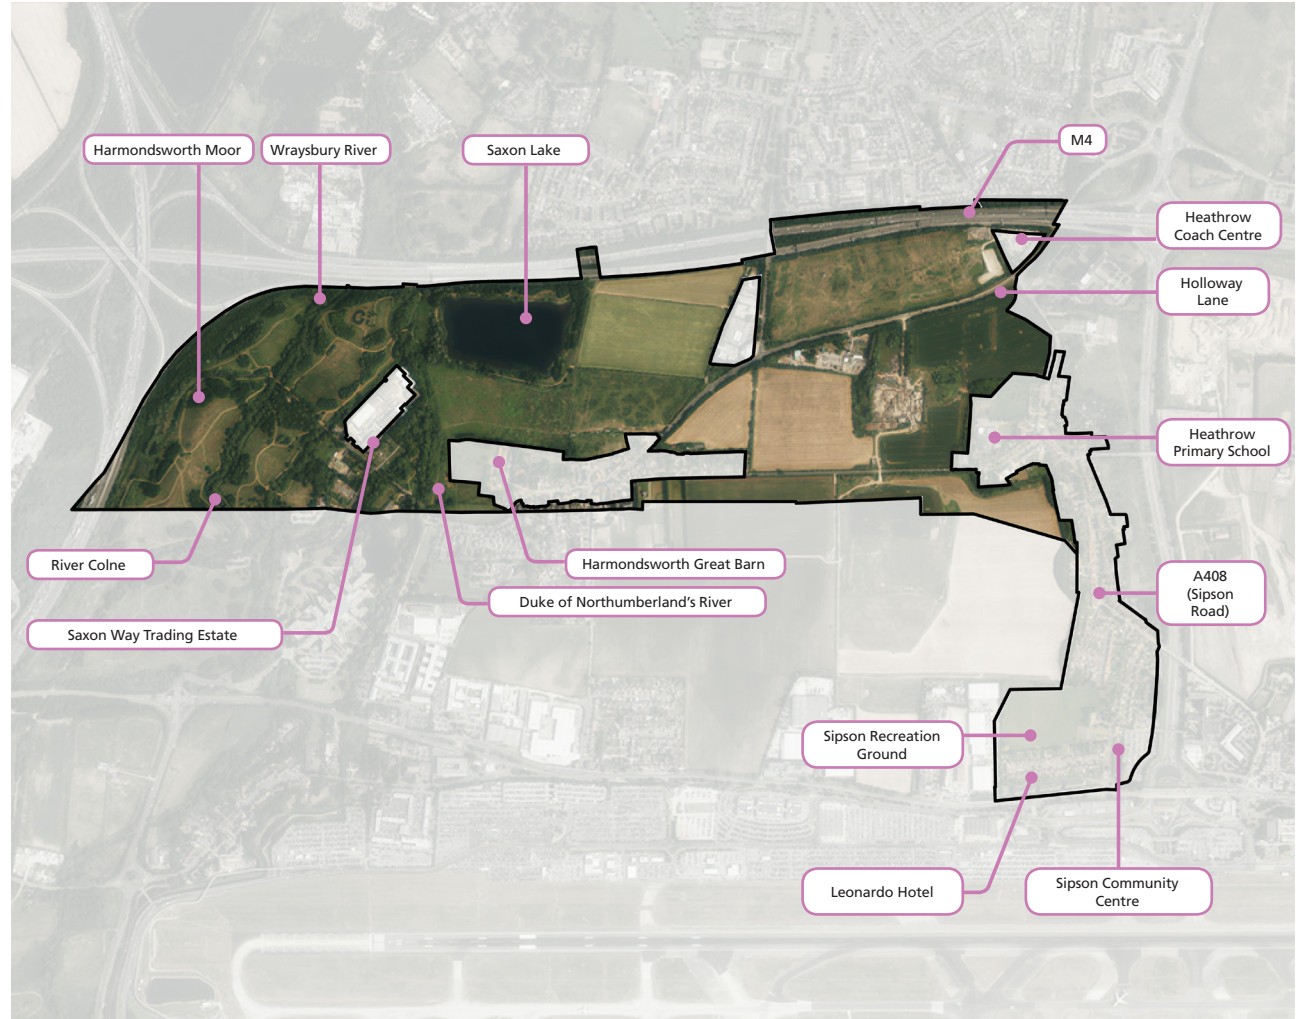 M4
Harmondsworth Moor
Wraysbury River
Saxon Lake
Heathrow
Coach Centre
Holloway
Lane
Heathrow
Primary School
River Colne
Harmondsworth Great Barn
Duke of Northumberland's River
A408
(Sipson
Road)
Saxon Way Trading Estate
Sipson Recreation
Ground
Leonardo Hotel
Sipson Community
Centre